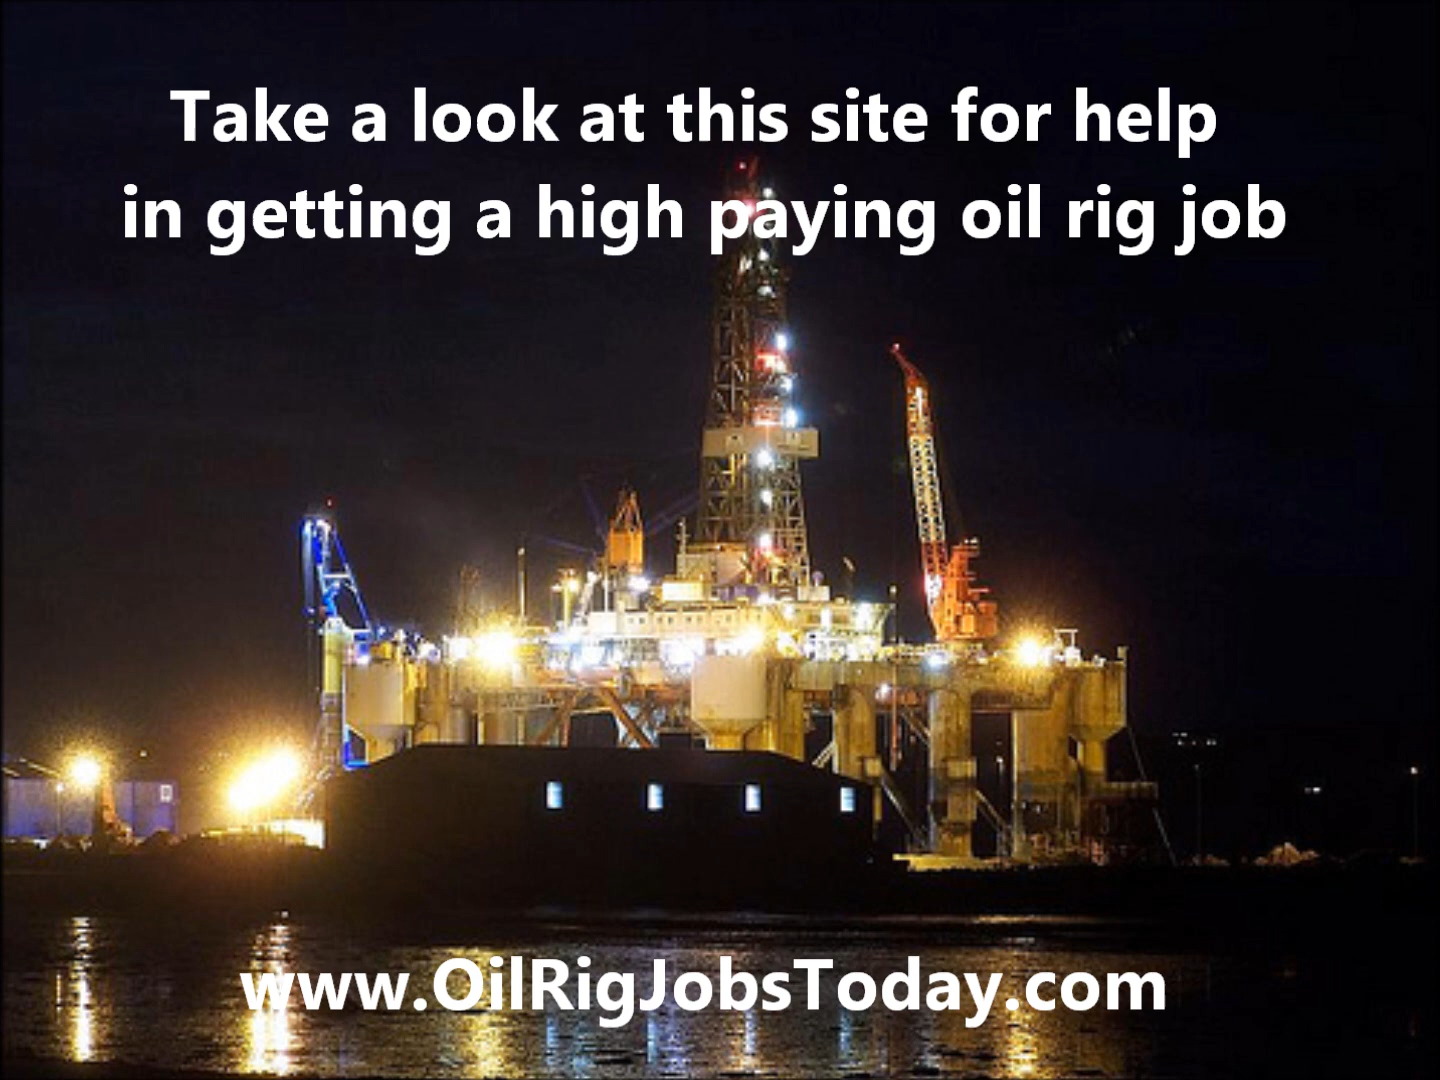 Take a look at this site for help
in getting a high paying oil rig job
www.OilRigJobsToday.com